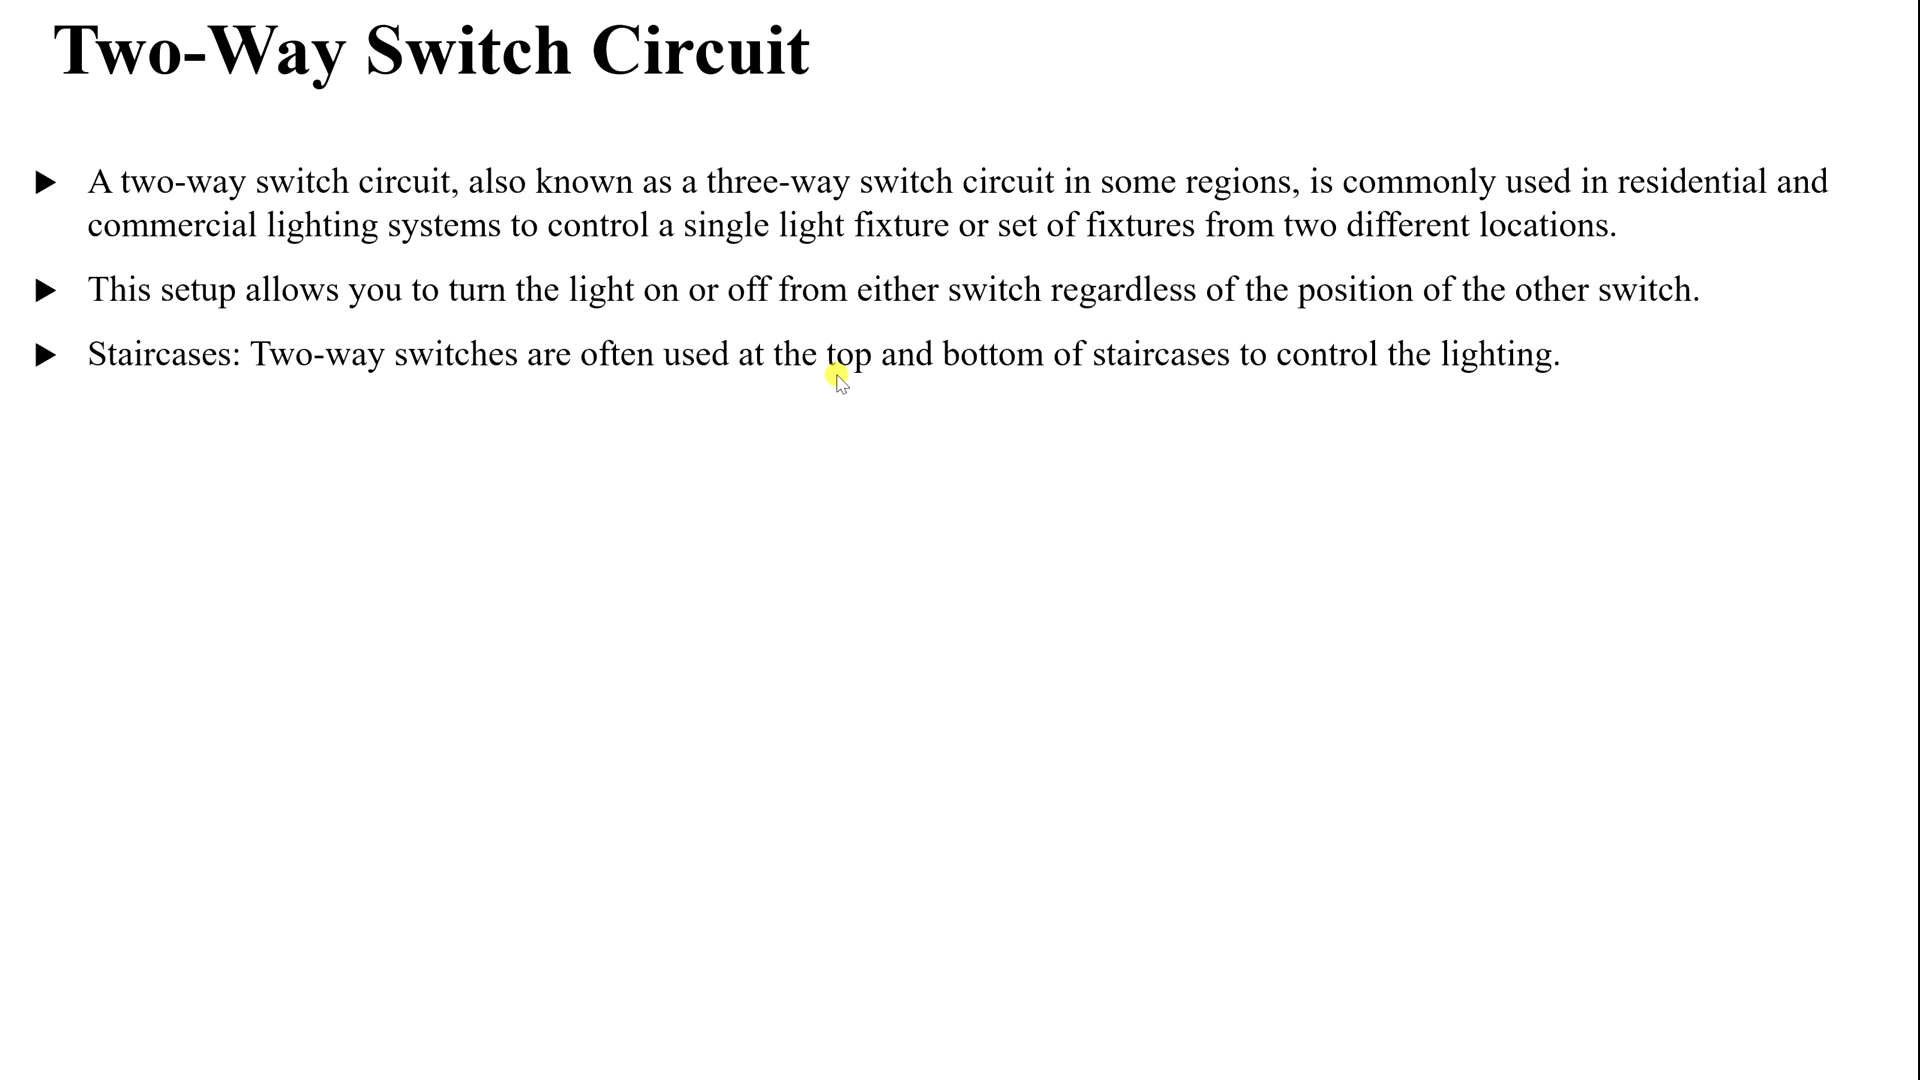 Two-Way Switch Circuit
A two-way switch circuit, also known as a three-way switch circuit in some regions, is commonly used in residential and
commercial lighting systems to control a single light fixture or set of fixtures from two different locations.
This setup allows you to turn the light on or off from either switch regardless of the position of the other switch.
Staircases: Two-way switches are often used at the top and bottom of staircases to control the lighting.